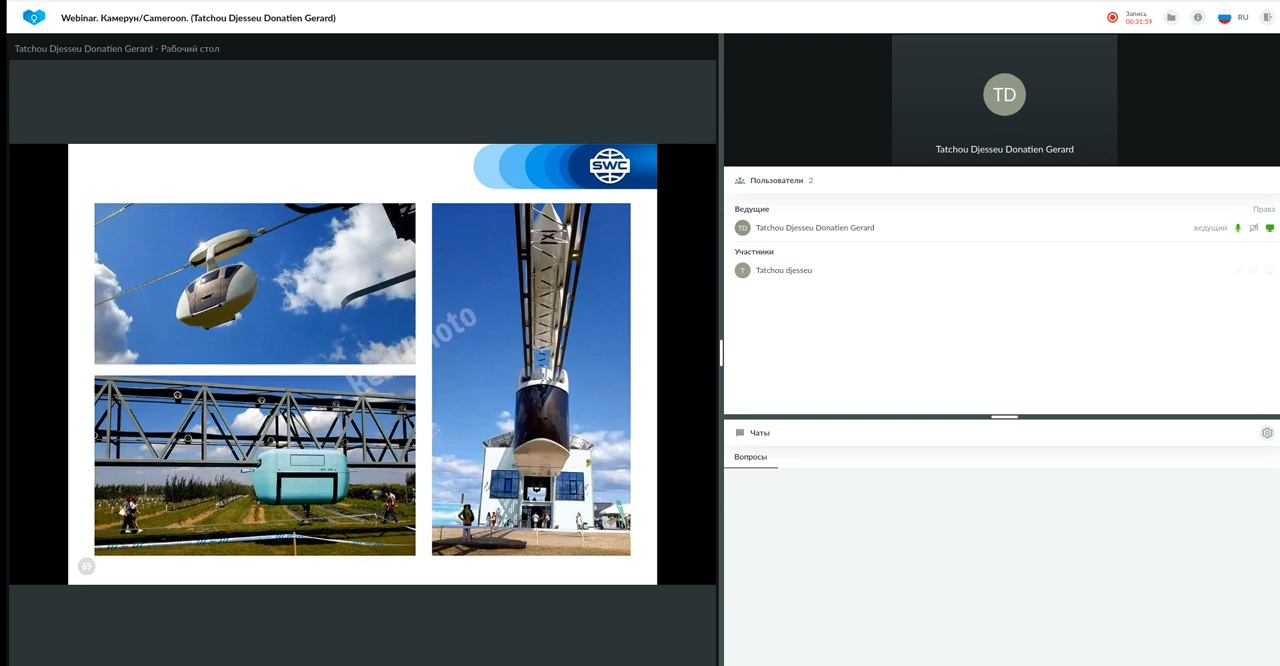 Webinar. Камерун/Cameroon. (Tatchou Djesseu Donatien Gerard)
Запись
00:31:59
RU
Tatchou Djesseu Donatien Gerard - Рабочий стол
TD
Tatchou Djesseu Donatien Gerard
SWC
69
Пользователи 2
Ведущие Права
TD Tatchou Djesseu Donatien Gerard ведущий
Участники
T Tatchou djesseu
Чаты
Вопросы